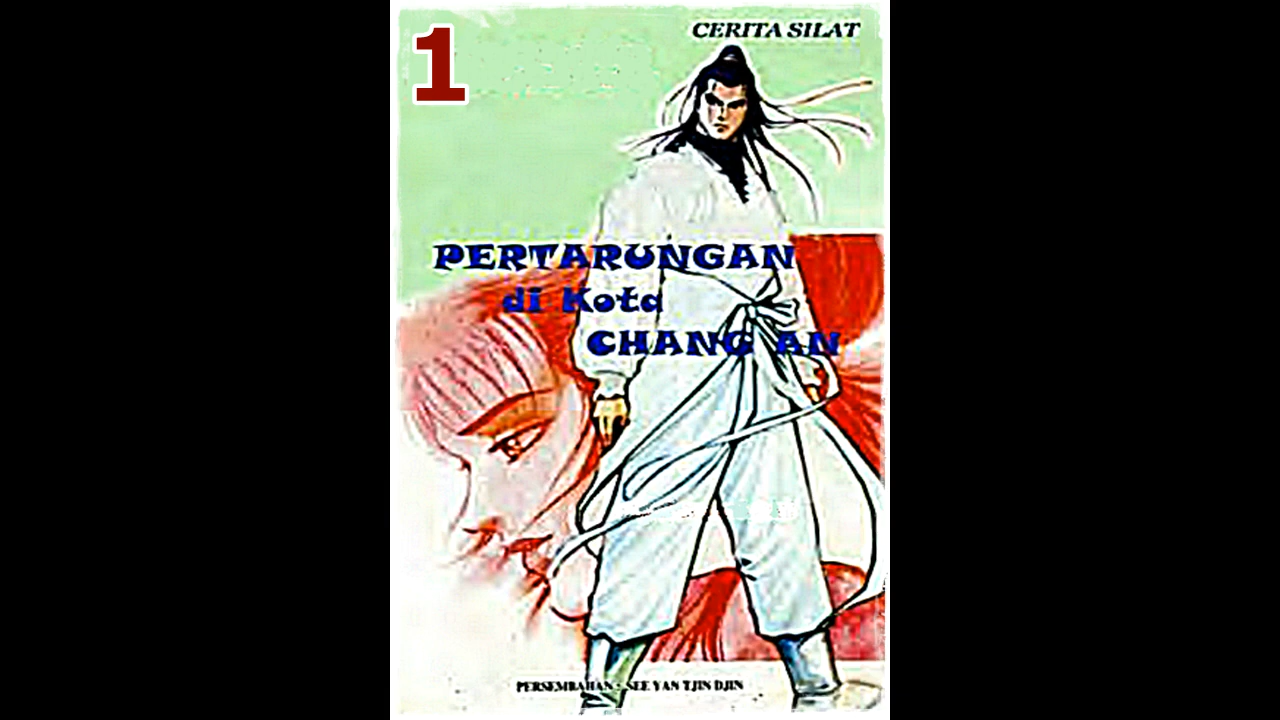 1
CERITA SILAT
PERTARUNGAN
di Kota
CHANG AN
PERSEMBAHAN : SEE YAN TJIN DJIN